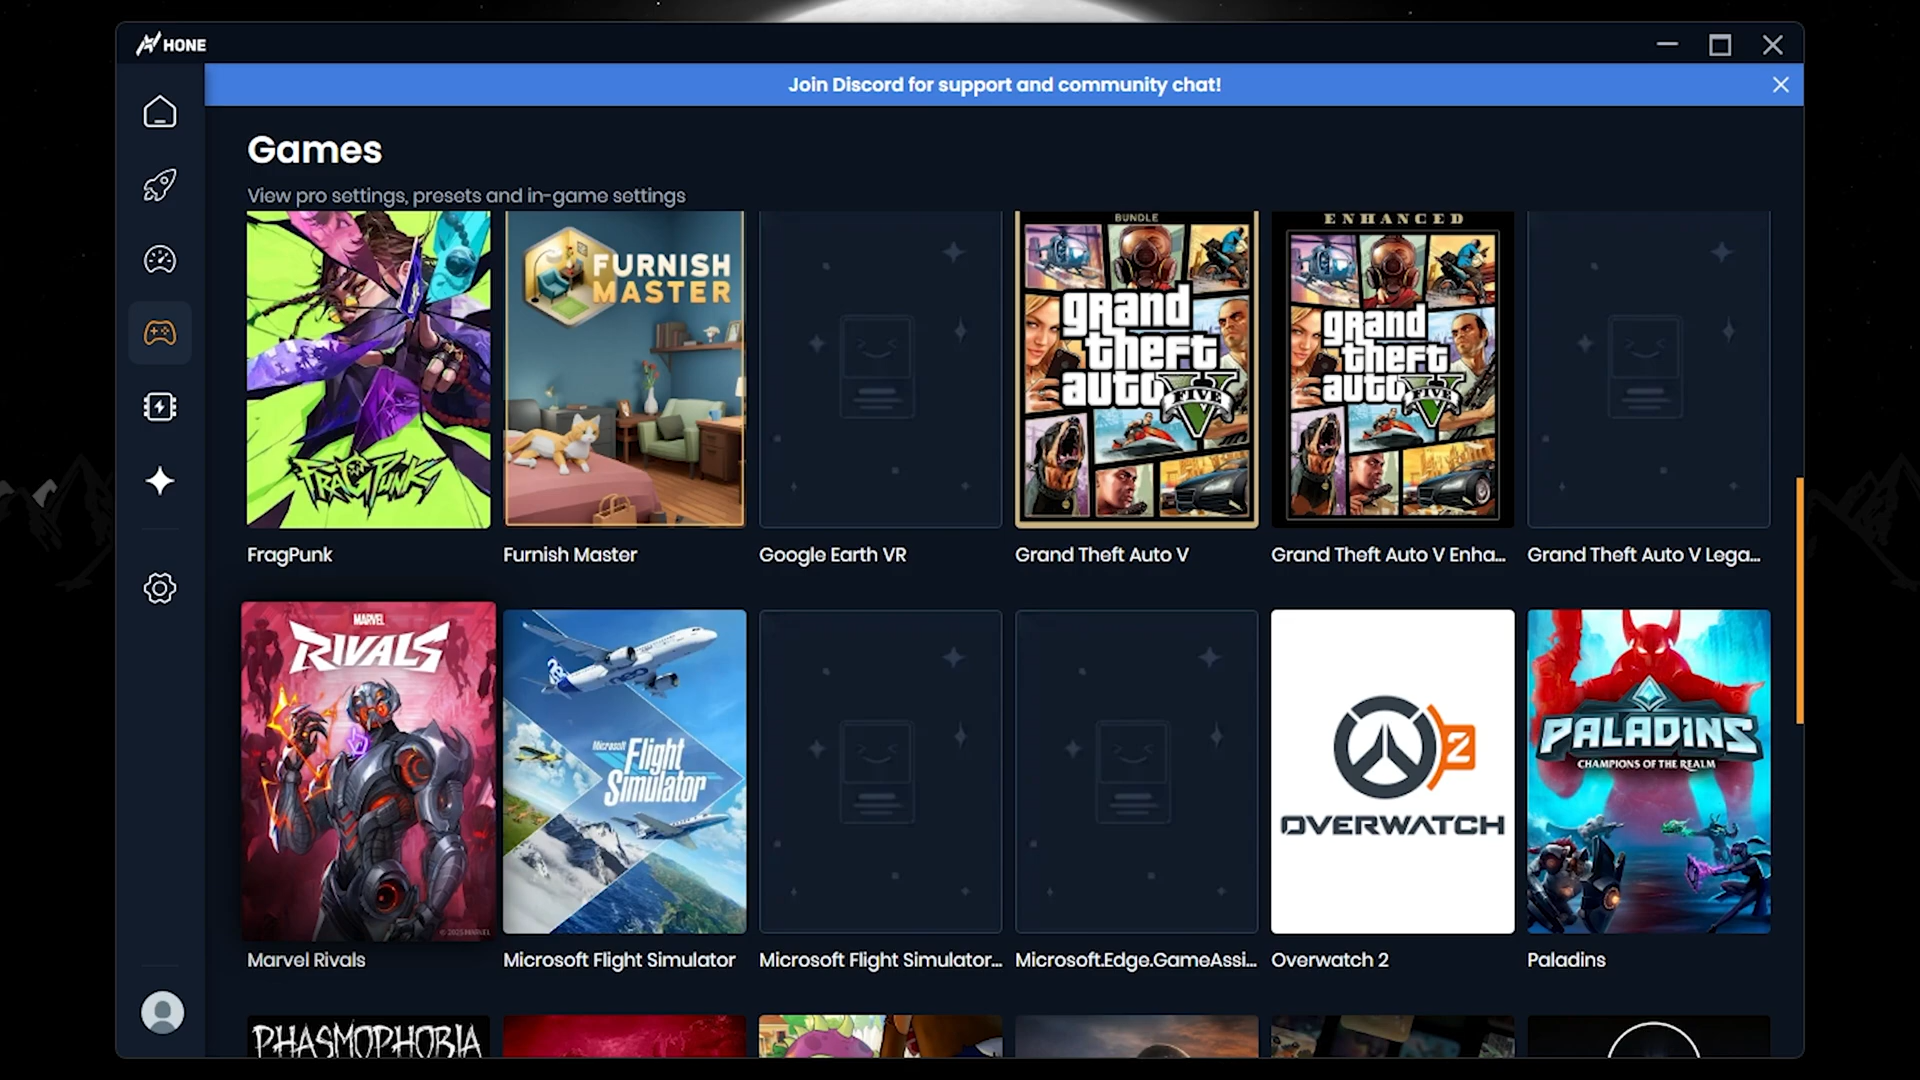 HONE
Join Discord for support and community chat!
Games
View pro settings, presets and in-game settings
FRAGPUNK
FURNISH
MASTER
BUNDLE
grand
theft
auto
FIVE
ENHANCED
grand
theft
auto
FIVE
FragPunk
Furnish Master
Google Earth VR
Grand Theft Auto V
Grand Theft Auto V Enha...
Grand Theft Auto V Lega...
MARVEL
RIVALS
© 2025 MARVEL
Microsoft
Flight
Simulator
2
OVERWATCH
PALADINS
CHAMPIONS OF THE REALM
Marvel Rivals
Microsoft Flight Simulator
Microsoft Flight Simulator...
Microsoft.Edge.GameAssi...
Overwatch 2
Paladins
PHASMOPHOBIA